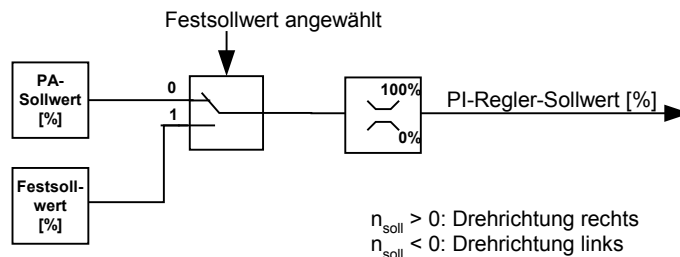 Festsollwert angewählt
PA-
Sollwert
[%]
0
1
100%
0%
PI-Regler-Sollwert [%]
Festsoll-
wert
[%]
n_soll > 0: Drehrichtung rechts
n_soll < 0: Drehrichtung links